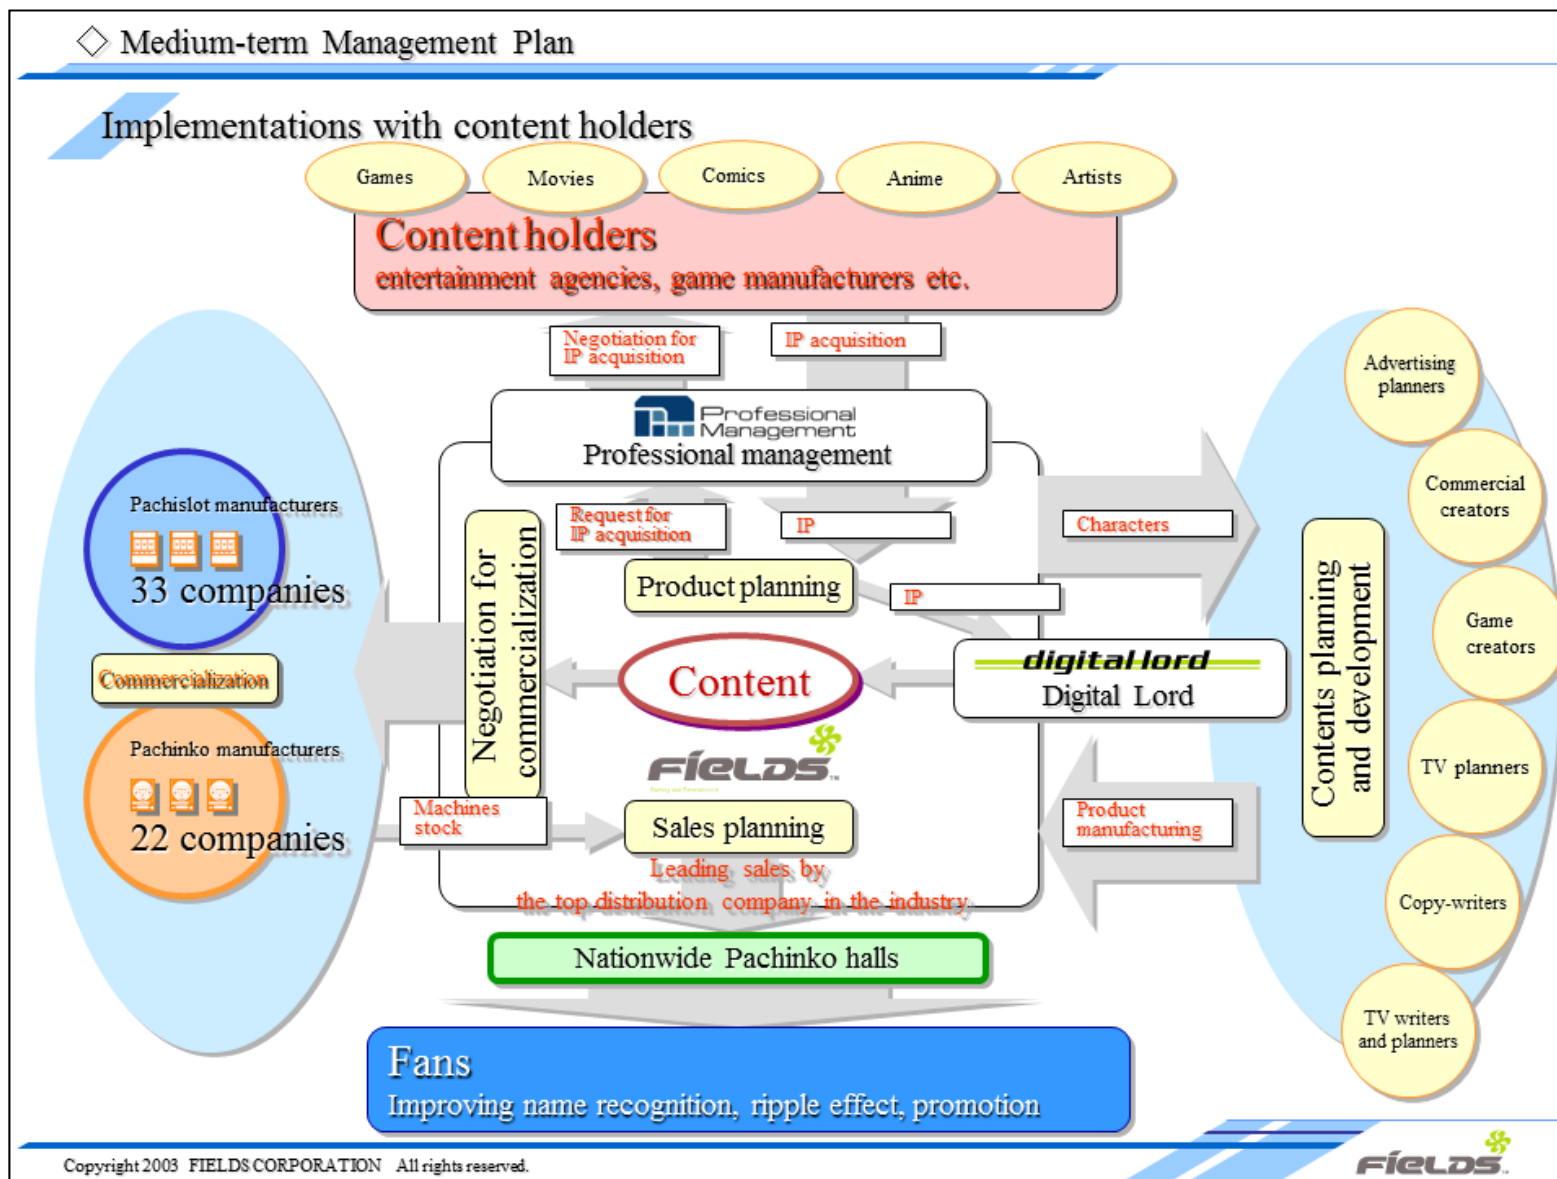 Medium-term Management Plan
Implementations with content holders
Games
Movies
Comics
Anime
Artists
Content holders
entertainment agencies, game manufacturers etc.
Negotiation for
IP acquisition
IP acquisition
Professional
Management
Professional management
Request for
IP acquisition
IP
Characters
Product planning
IP
Negotiation for
commercialization
Content
digital lord
Digital Lord
FIELDS
Pachislot manufacturers
33 companies
Commercialization
Pachinko manufacturers
22 companies
Machines
stock
Sales planning
Product
manufacturing
Leading sales by
the top distribution company in the industry
Nationwide Pachinko halls
Fans
Improving name recognition, ripple effect, promotion
Contents planning
and development
Advertising
planners
Commercial
creators
Game
creators
TV planners
Copy-writers
TV writers
and planners
Copyright 2003 FIELDS CORPORATION All rights reserved.
FIELDS